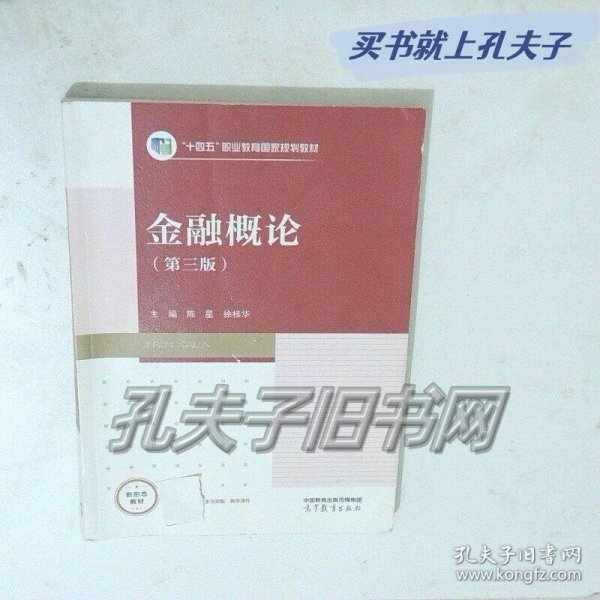 买书就上孔夫子
“十四五”职业教育国家规划教材
金融概论
（第三版）
主 编 陈 星 徐桂华
JINRONG GAILUN
孔夫子旧书网
新形态
教材
中国教育出版传媒集团
高等教育出版社
孔夫子旧书网
www.kongfz.com